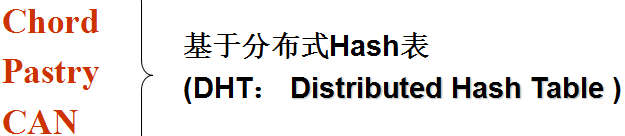 Chord
Pastry
CAN
基于分布式Hash表
(DHT： Distributed Hash Table )